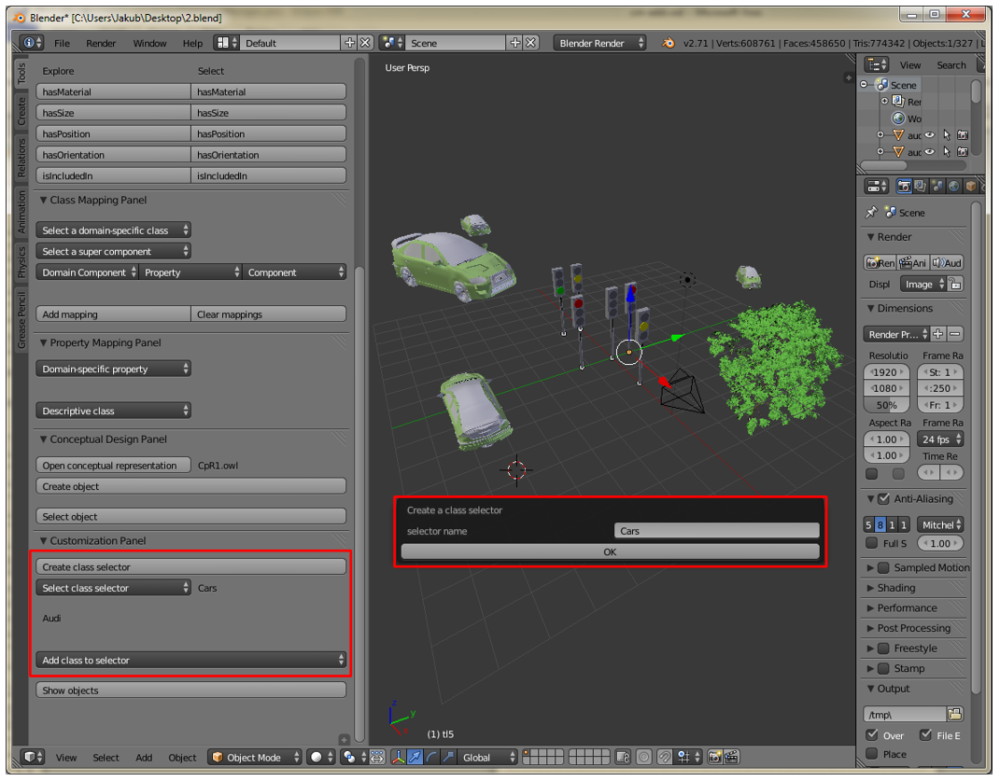 Blender* [C:\Users\Jakub\Desktop\2.blend]
File Render Window Help Default Scene Blender Render v2.71 | Verts:608761 | Faces:458650 | Tris:774342 | Objects:1/327 | L
Tools
Create
Relations
Animation
Physics
Grease Pencil
Explore Select
hasMaterial hasMaterial
hasSize hasSize
hasPosition hasPosition
hasOrientation hasOrientation
isIncludedIn isIncludedIn
Class Mapping Panel
Select a domain-specific class
Select a super component
Domain Component Property Component
Add mapping Clear mappings
Property Mapping Panel
Domain-specific property
Descriptive class
Conceptual Design Panel
Open conceptual representation CpR1.owl
Create object
Select object
Customization Panel
Create class selector
Select class selector Cars
Audi
Add class to selector
Show objects
User Persp
Create a class selector
selector name Cars
OK
z
y
x
(1) tl5
View Select Add Object Object Mode Global
View Search
Scene
Rer
Wo
auc
auc
Scene
Render
Ren Ani Aud
Displ Image
Dimensions
Render Pr...
Resolutio Frame Ra
1920 St: 1
1080 :250
50% Fr: 1
Aspect Ra Frame Ra
1.00 24 fps
1.00 Time Re
Anti-Aliasing
5 8 1 1 Mitchel
Full S 1.00
Sampled Motion
Shading
Performance
Post Processing
Freestyle
Stamp
Output
/tmp\
Over File E
Place